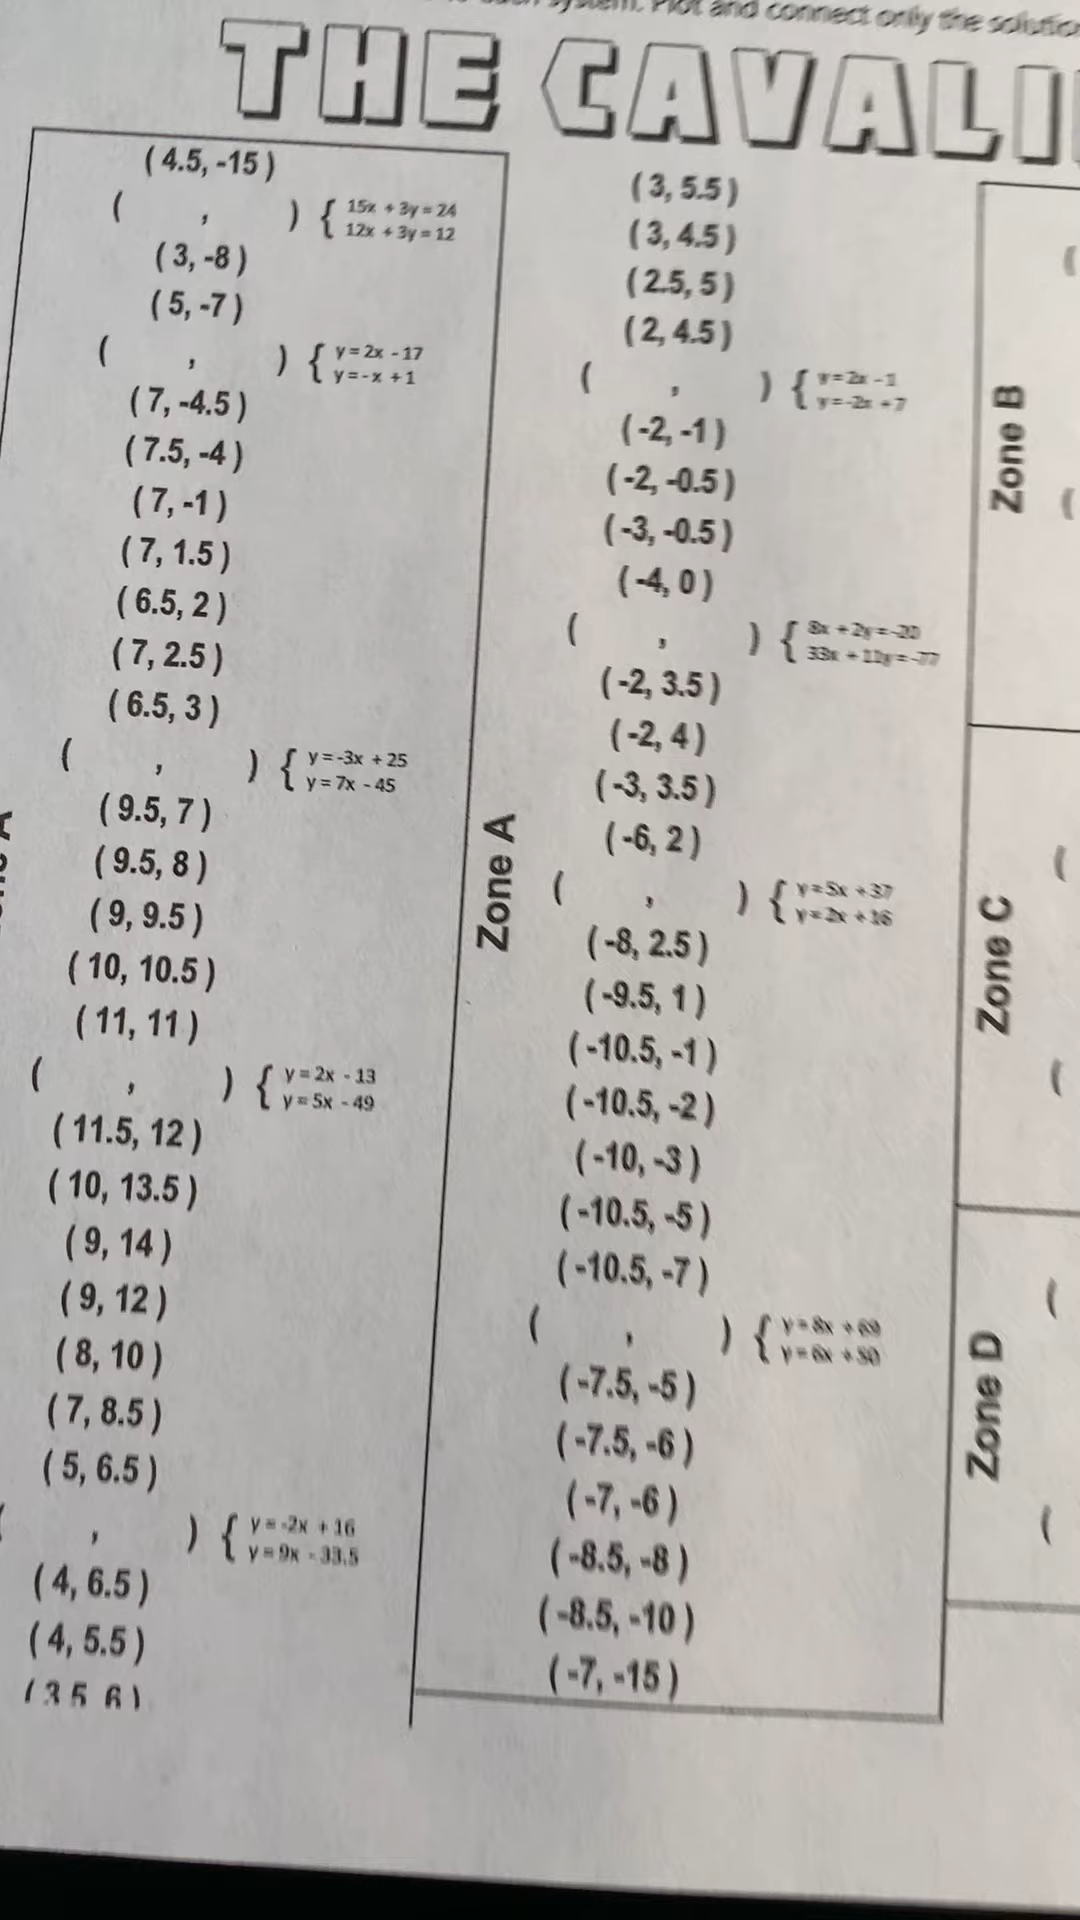 system. Plot and connect only the
THE
( 4.5, -15 )
( , ) { 15x + 3y = 24
12x + 3y = 12
( 3, -8 )
( 5, -7 )
( , ) { y = 2x - 17
y = -x + 1
( 7, -4.5 )
( 7.5, -4 )
( 7, -1 )
( 7, 1.5 )
( 6.5, 2 )
( 7, 2.5 )
( 6.5, 3 )
( , ) { y = -3x + 25
y = 7x - 45
( 9.5, 7 )
( 9.5, 8 )
( 9, 9.5 )
( 10, 10.5 )
( 11, 11 )
( , ) { y = 2x - 13
y = 5x - 49
( 11.5, 12 )
( 10, 13.5 )
( 9, 14 )
( 9, 12 )
( 8, 10 )
( 7, 8.5 )
( 5, 6.5 )
( , ) { y = -2x + 16
y = 9x - 33.5
( 4, 6.5 )
( 4, 5.5 )
Zone A
( 3, 5.5 )
( 3, 4.5 )
( 2.5, 5 )
( 2, 4.5 )
( , ) { y = 2x - 1
y = -2x + 7
( -2, -1 )
( -2, -0.5 )
( -3, -0.5 )
( -4, 0 )
( , ) { 8x + 2y = -20
33x + 11y = -77
( -2, 3.5 )
( -2, 4 )
( -3, 3.5 )
( -6, 2 )
( , ) { y = 5x + 37
y = 2x + 16
( -8, 2.5 )
( -9.5, 1 )
( -10.5, -1 )
( -10.5, -2 )
( -10, -3 )
( -10.5, -5 )
( -10.5, -7 )
( , ) { y = 8x + 69
y = 6x + 50
( -7.5, -5 )
( -7.5, -6 )
( -7, -6 )
( -8.5, -8 )
( -8.5, -10 )
( -7, -15 )
Zone B
Zone C
Zone D